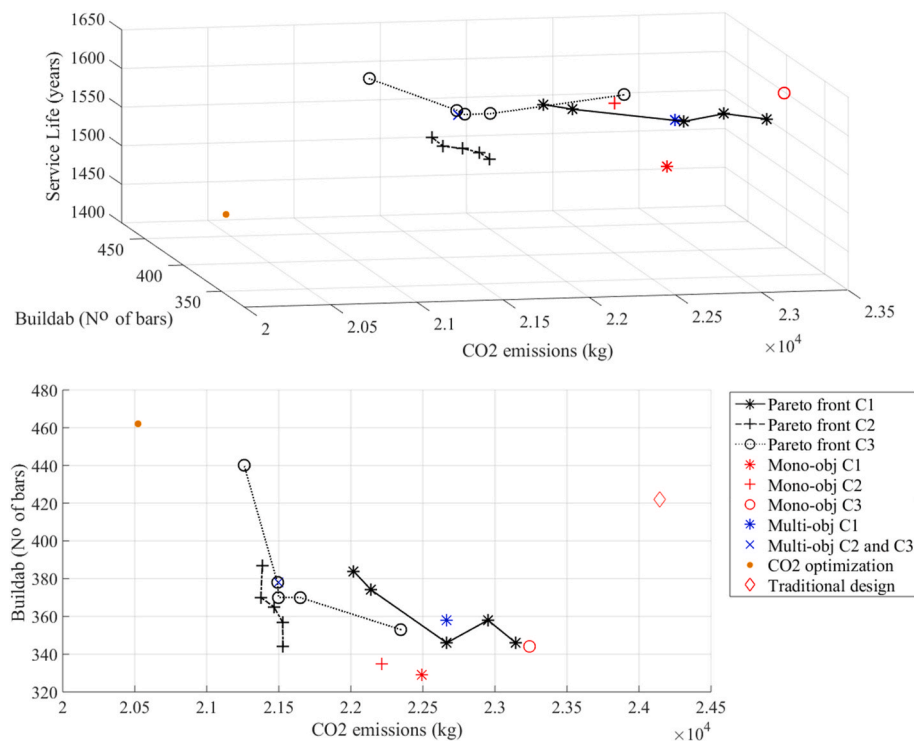 1650
1600
1550
1500
1450
1400
Service Life (years)
450
400
350
Buildab (Nº of bars)
2
2.05
2.1
2.15
2.2
2.25
2.3
2.35
CO2 emissions (kg)
×10⁴
480
460
440
420
400
380
360
340
320
Buildab (Nº of bars)
2
2.05
2.1
2.15
2.2
2.25
2.3
2.35
2.4
2.45
CO2 emissions (kg)
×10⁴
Pareto front C1
Pareto front C2
Pareto front C3
Mono-obj C1
Mono-obj C2
Mono-obj C3
Multi-obj C1
Multi-obj C2 and C3
CO2 optimization
Traditional design